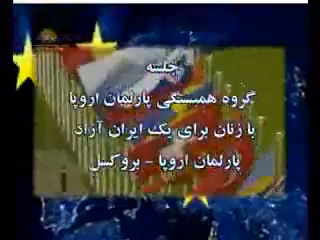 جلسه
گروه همبستگی پارلمان اروپا
با زنان برای یک ایران آزاد
پارلمان اروپا - بروکسل